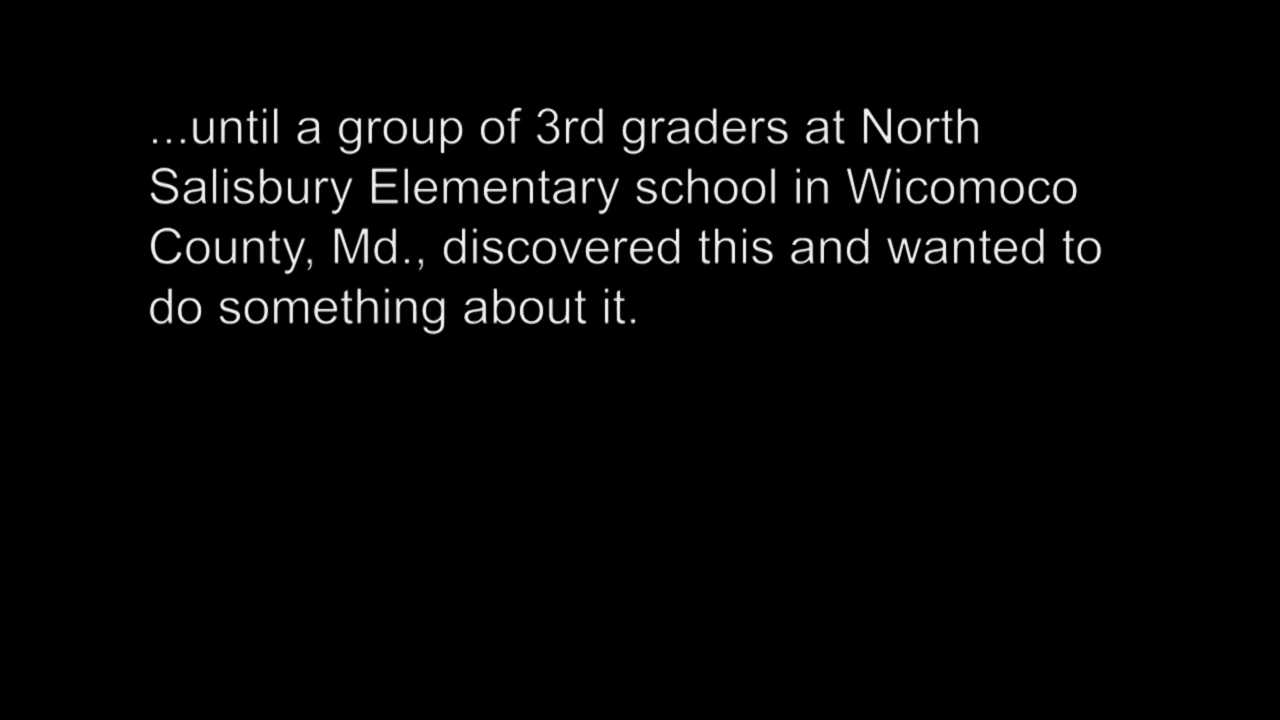 ...until a group of 3rd graders at North
Salisbury Elementary school in Wicomoco
County, Md., discovered this and wanted to
do something about it.